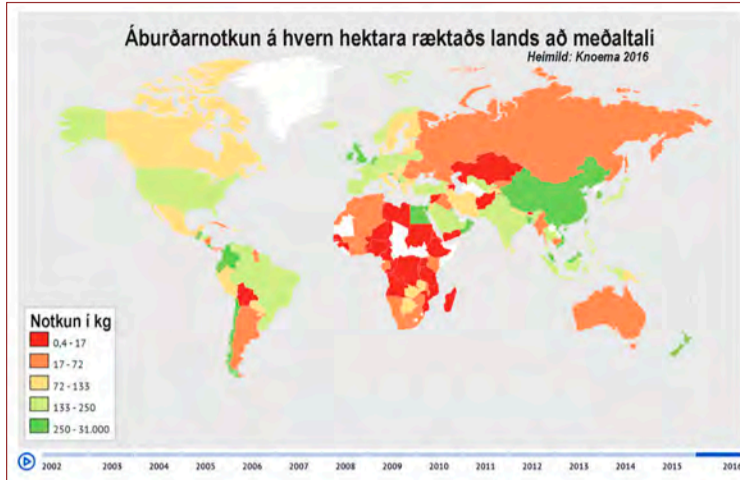 Áburðarnotkun á hvern hektara ræktaðs lands að meðaltali
Heimild: Knoema 2016
Notkun í kg
0,4 - 17
17 - 72
72 - 133
133 - 250
250 - 31.000
2002 2003 2004 2005 2006 2007 2008 2009 2010 2011 2012 2013 2014 2015 2016